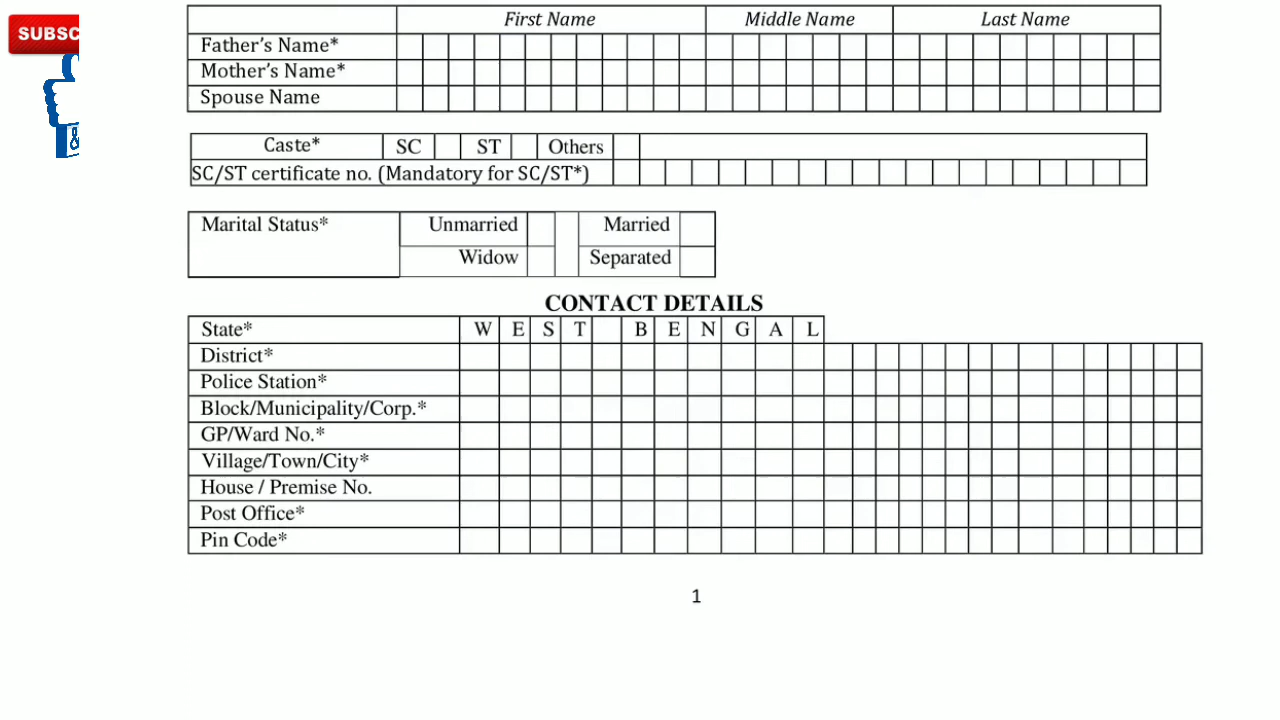 SUBSC
First Name Middle Name Last Name
Father’s Name*
Mother’s Name*
Spouse Name
Caste* SC ST Others
SC/ST certificate no. (Mandatory for SC/ST*)
Marital Status* Unmarried Married
Widow Separated
CONTACT DETAILS
State* W E S T B E N G A L
District*
Police Station*
Block/Municipality/Corp.*
GP/Ward No.*
Village/Town/City*
House / Premise No.
Post Office*
Pin Code*
1